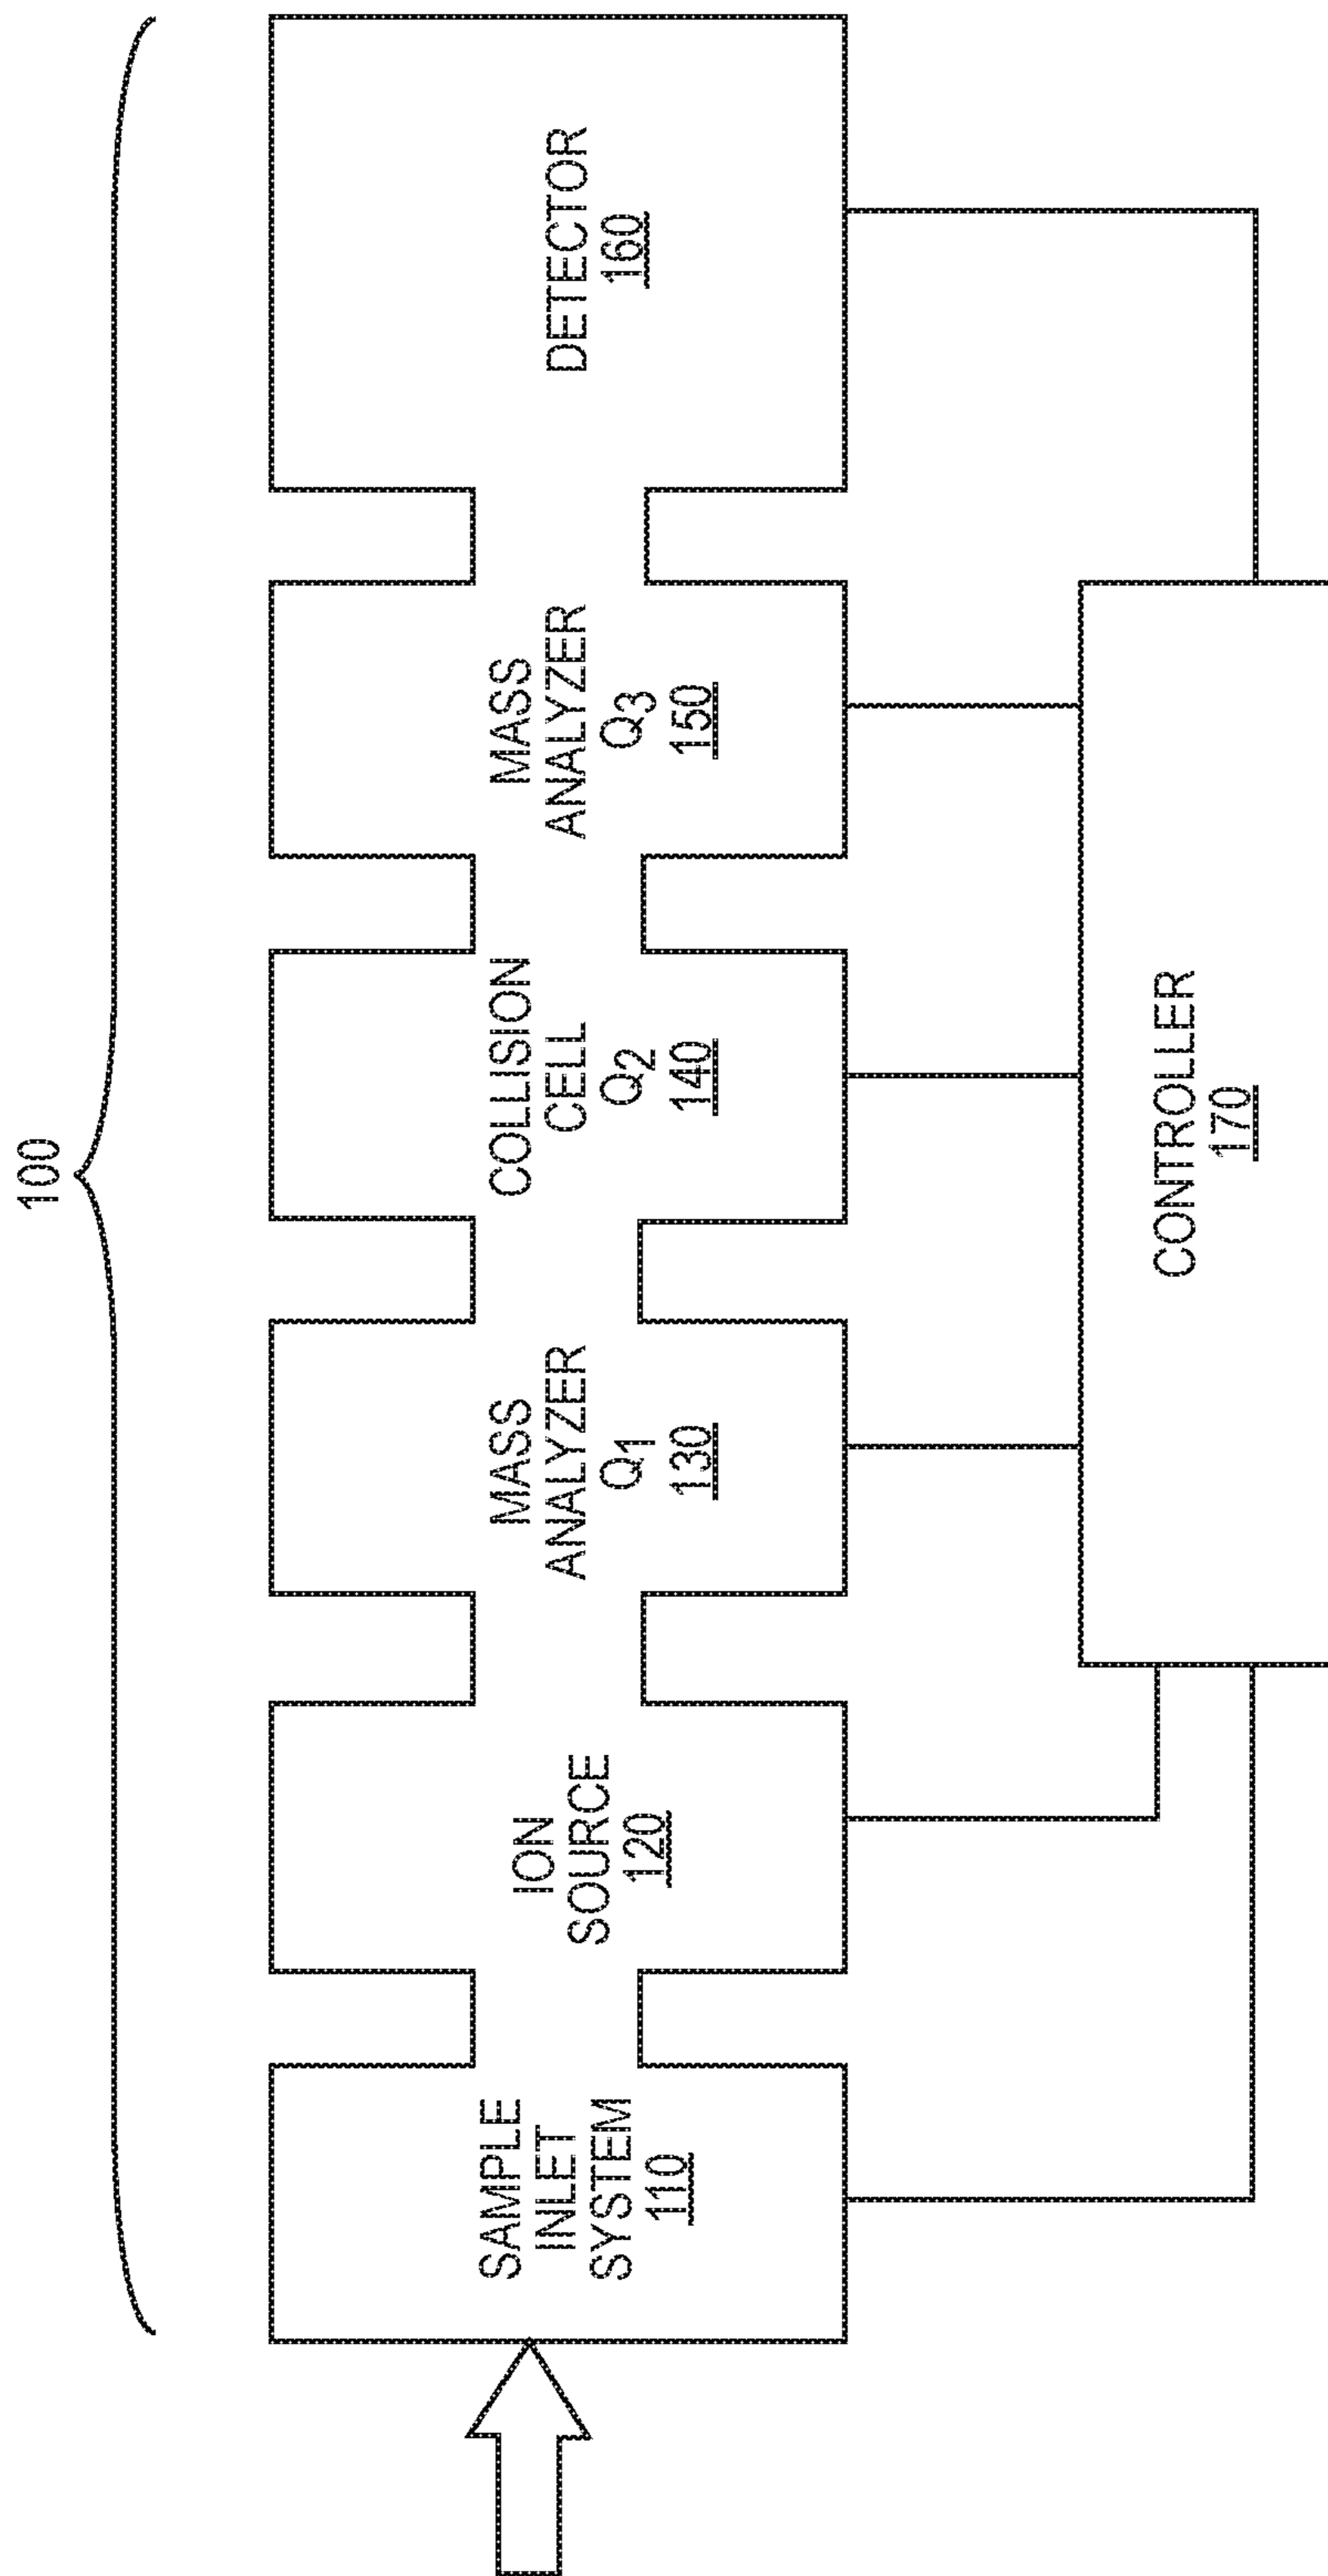 100
SAMPLE
INLET
SYSTEM
110
ION
SOURCE
120
MASS
ANALYZER
Q1
130
COLLISION
CELL
Q2
140
MASS
ANALYZER
Q3
150
DETECTOR
160
CONTROLLER
170